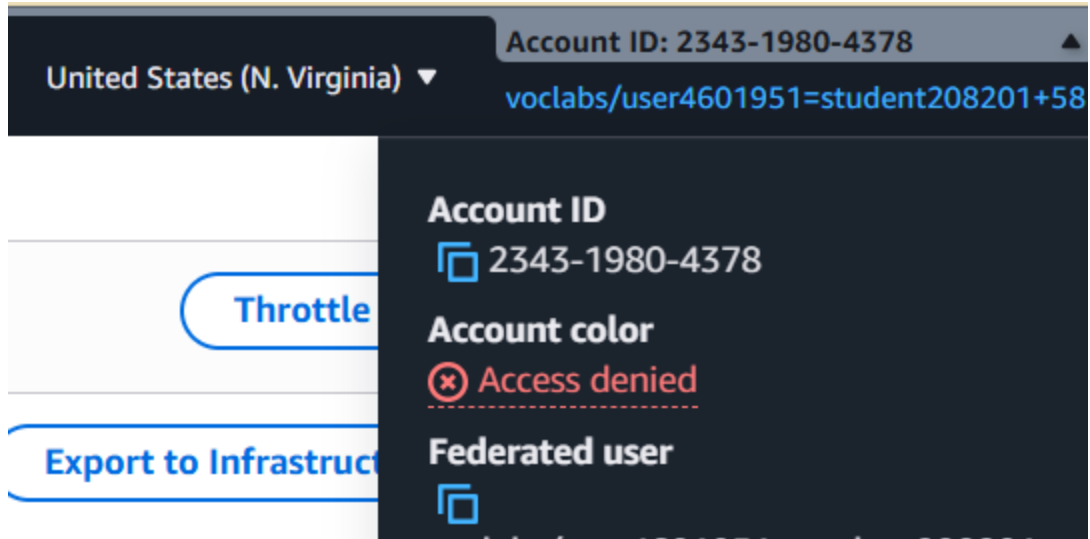 Account ID: 2343-1980-4378
United States (N. Virginia)
voclabs/user4601951=student208201+58
Account ID
2343-1980-4378
Throttle
Account color
Access denied
Export to Infrastruct
Federated user